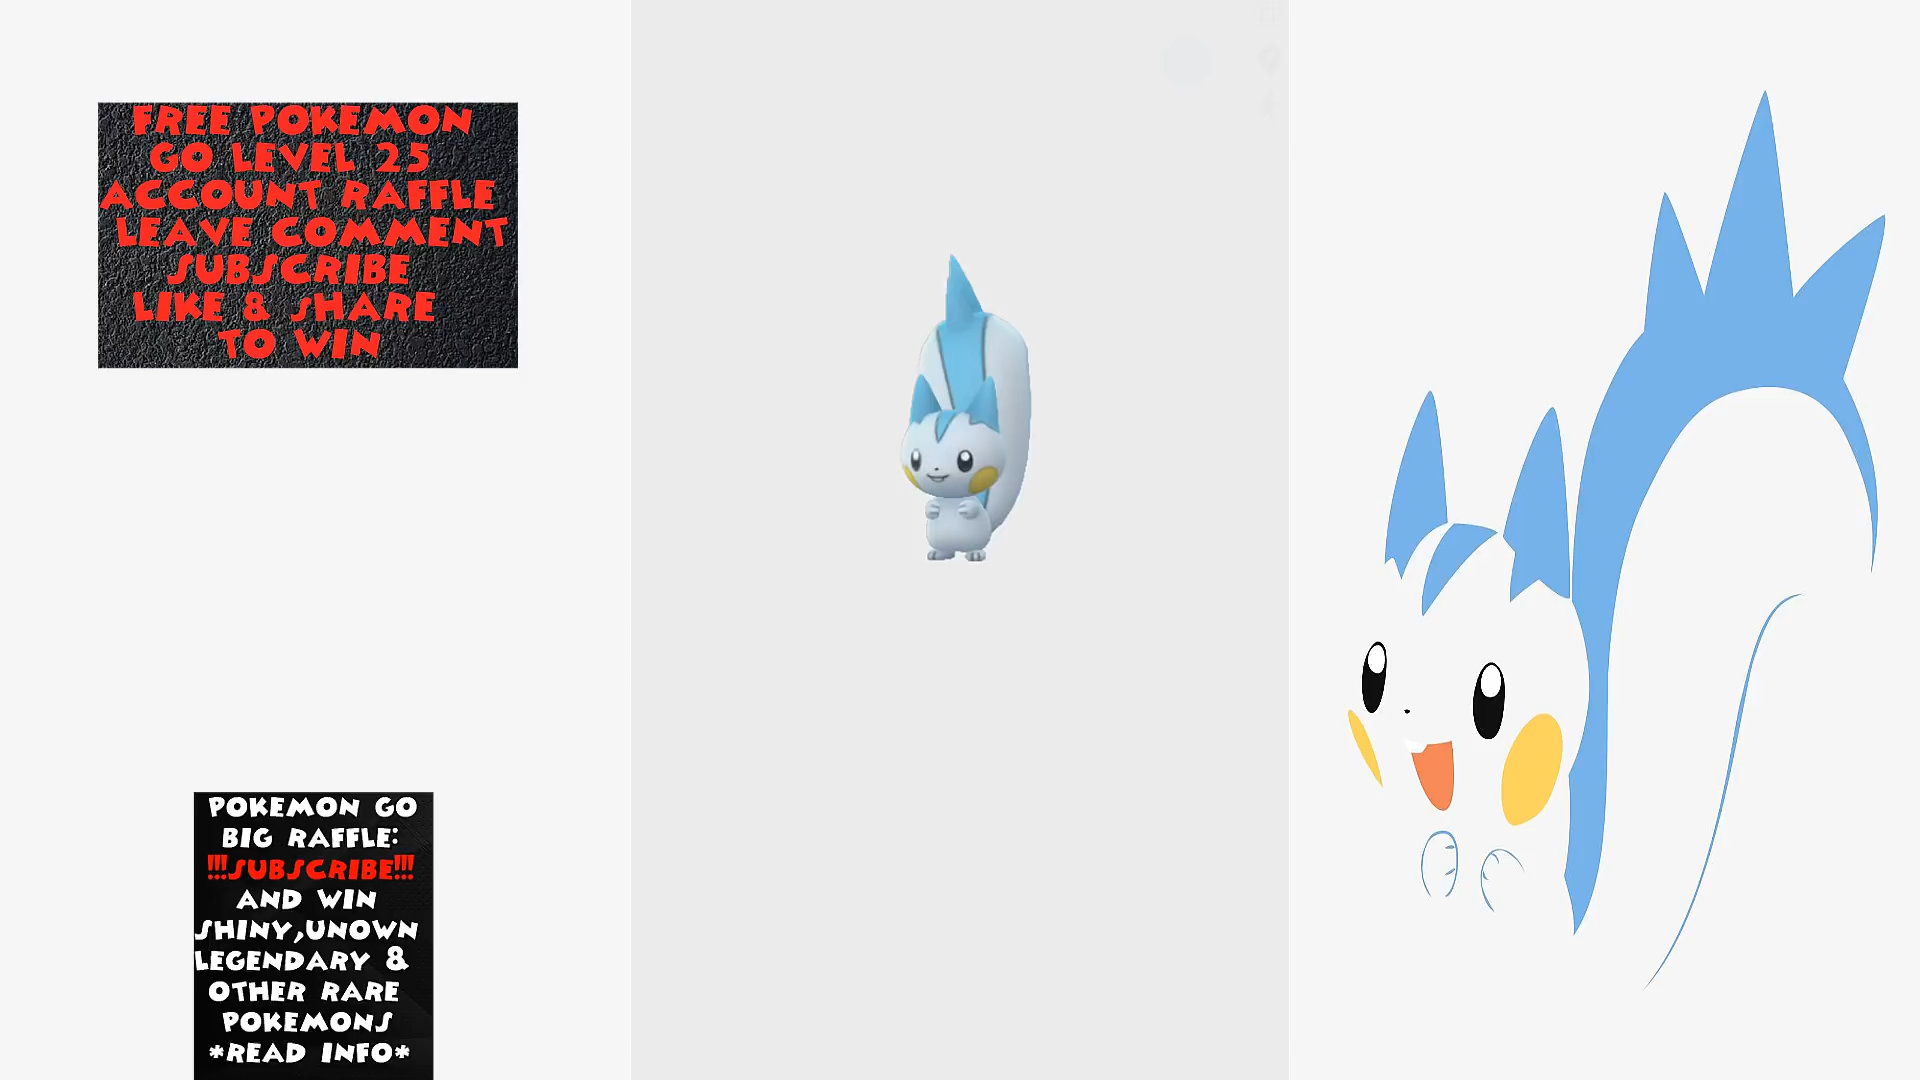 FREE POKEMON
GO LEVEL 25
ACCOUNT RAFFLE
LEAVE COMMENT
SUBSCRIBE
LIKE & SHARE
TO WIN
POKEMON GO
BIG RAFFLE:
!!!SUBSCRIBE!!!
AND WIN
SHINY,UNOWN
LEGENDARY &
OTHER RARE
POKEMONS
*READ INFO*